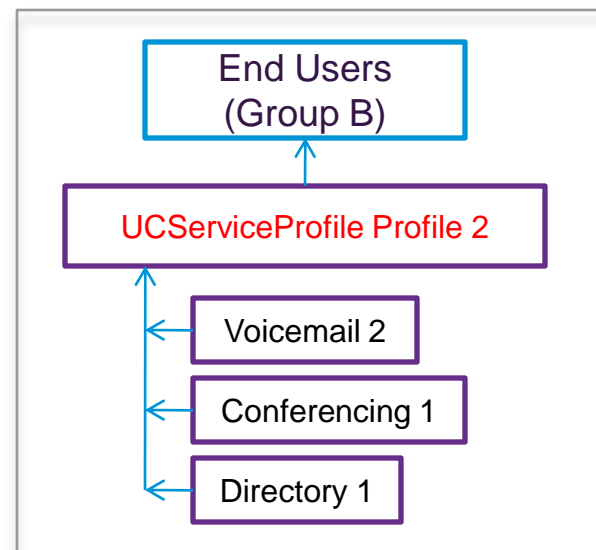 End Users
(Group B)
UCServiceProfile Profile 2
Voicemail 2
Conferencing 1
Directory 1